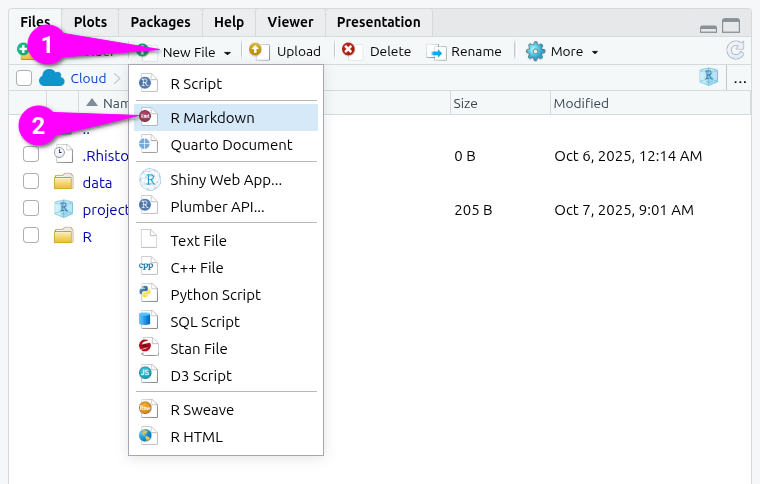 Files Plots Packages Help Viewer Presentation
1 New File Upload Delete Rename More
Cloud R ...
Size Modified
2
..
.Rhisto 0 B Oct 6, 2025, 12:14 AM
data
project 205 B Oct 7, 2025, 9:01 AM
R
R Script
R Markdown
Quarto Document
Shiny Web App...
Plumber API...
Text File
C++ File
Python Script
SQL Script
Stan File
D3 Script
R Sweave
R HTML